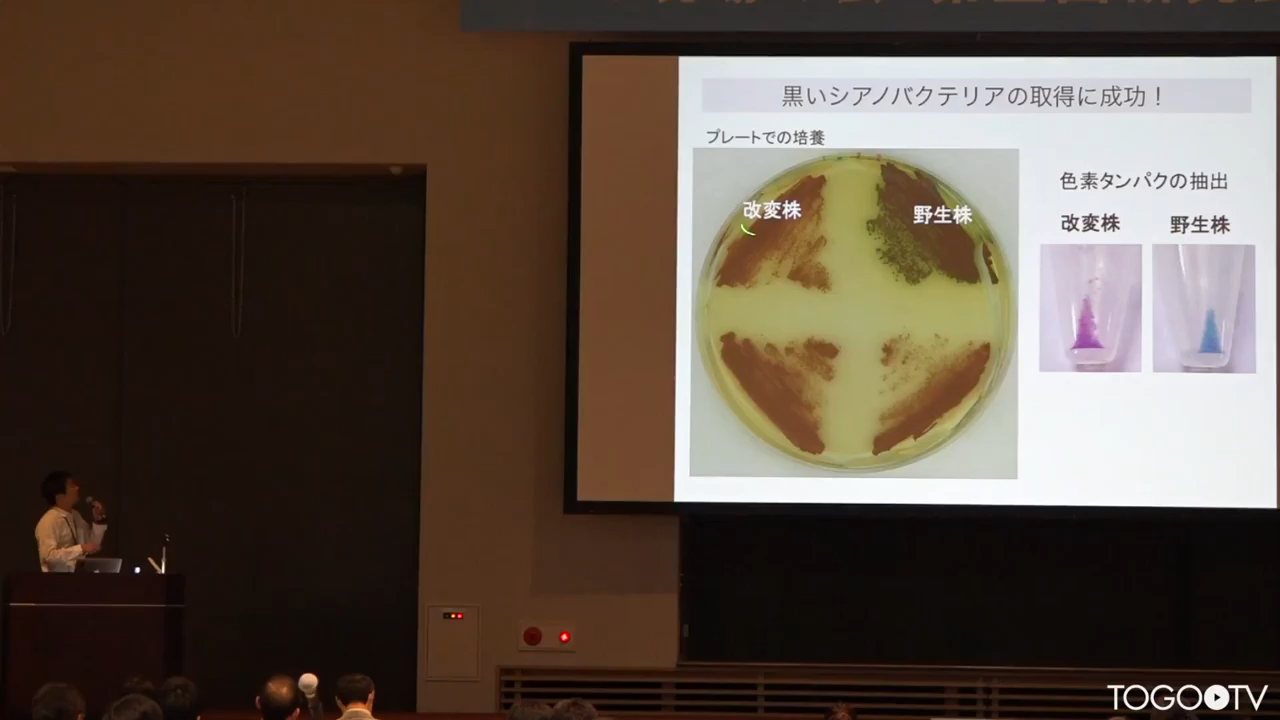 黒いシアノバクテリアの取得に成功！
プレートでの培養
改変株
野生株
色素タンパクの抽出
改変株
野生株
TOGOTV